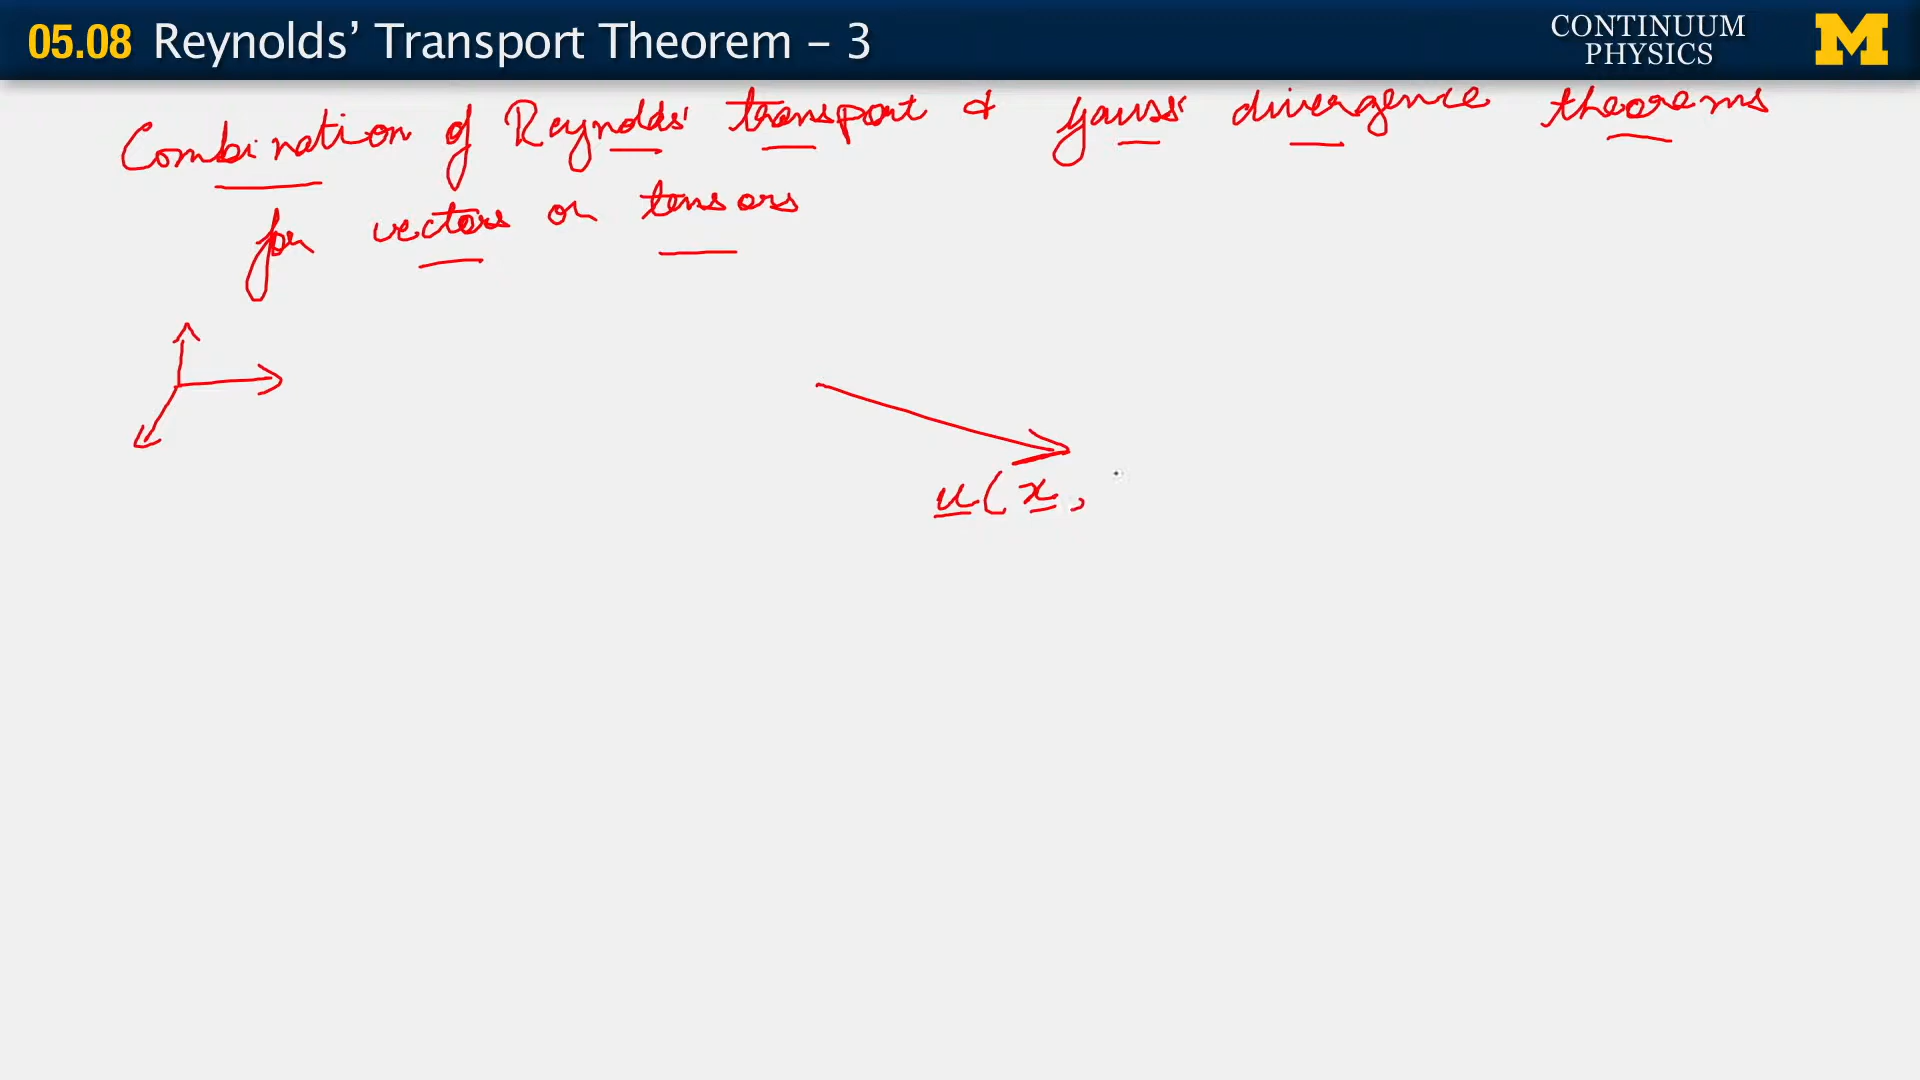 05.08 Reynolds’ Transport Theorem – 3
CONTINUUM
PHYSICS
M
Combination of Reynolds' transport & Gauss' divergence theorems
for vectors or tensors
u(x,